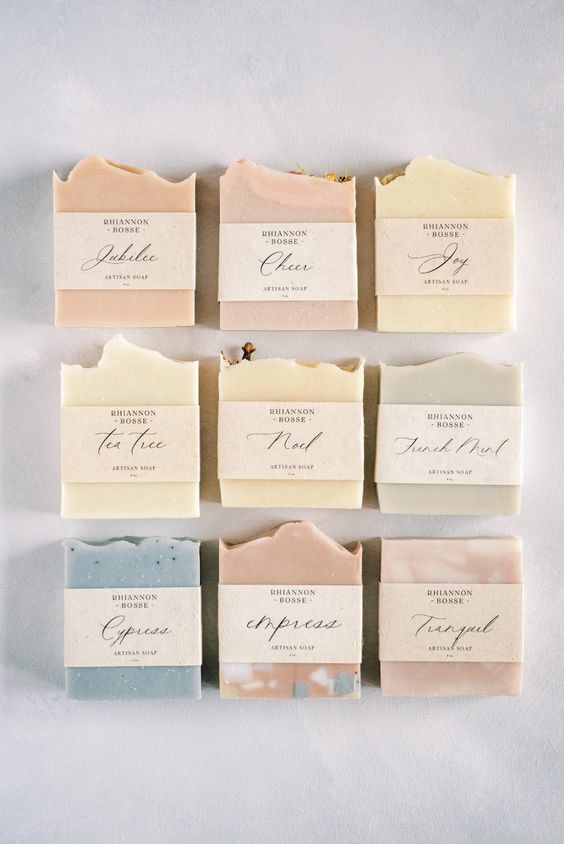 RHIANNON
- BOSSE -
Jubilee
ARTISAN SOAP
RHIANNON
- BOSSE -
Cheer
ARTISAN SOAP
RHIANNON
- BOSSE -
Joy
ARTISAN SOAP
RHIANNON
- BOSSE -
tea tree
ARTISAN SOAP
RHIANNON
- BOSSE -
Noel
ARTISAN SOAP
RHIANNON
- BOSSE -
French Mint
ARTISAN SOAP
RHIANNON
- BOSSE -
Cypress
ARTISAN SOAP
RHIANNON
- BOSSE -
empress
ARTISAN SOAP
RHIANNON
- BOSSE -
Tranquil
ARTISAN SOAP